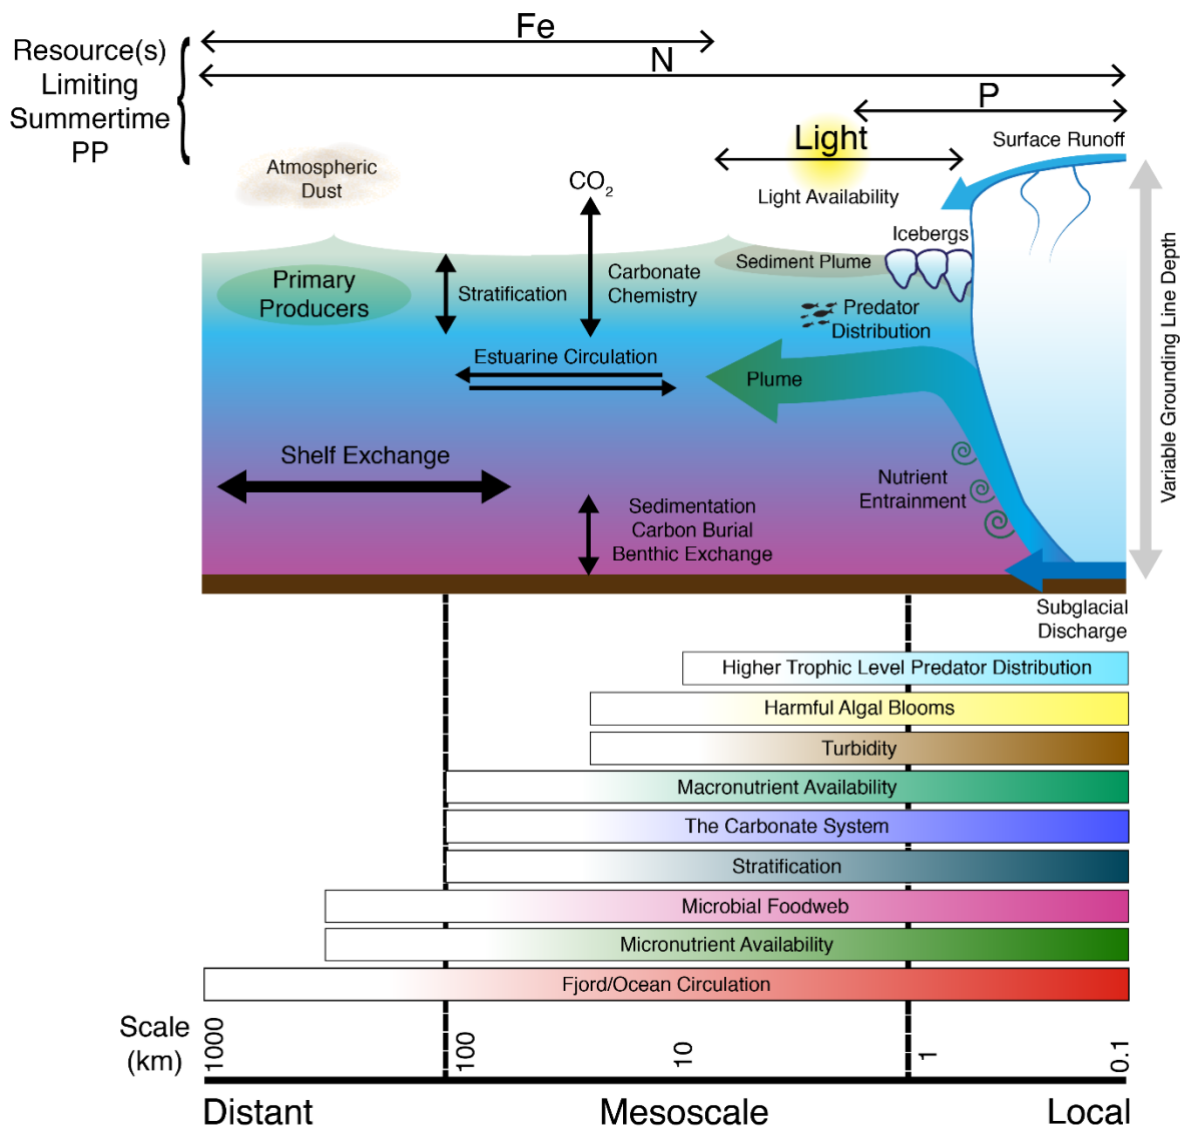 Resource(s)
Limiting
Summertime
PP
Fe
N
P
Light
Light Availability
Surface Runoff
Atmospheric
Dust
CO₂
Icebergs
Sediment Plume
Primary
Producers
Stratification
Carbonate
Chemistry
Predator
Distribution
Estuarine Circulation
Plume
Variable Grounding Line Depth
Shelf Exchange
Nutrient
Entrainment
Sedimentation
Carbon Burial
Benthic Exchange
Subglacial
Discharge
Higher Trophic Level Predator Distribution
Harmful Algal Blooms
Turbidity
Macronutrient Availability
The Carbonate System
Stratification
Microbial Foodweb
Micronutrient Availability
Fjord/Ocean Circulation
Scale
(km)
1000
100
10
1
0.1
Distant
Mesoscale
Local